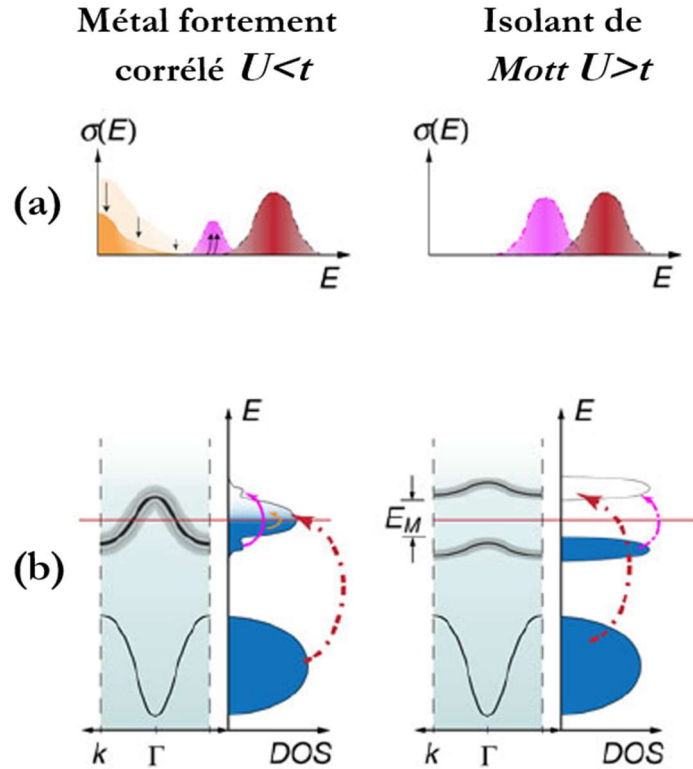 Métal fortement
corrélé U<t
Isolant de
Mott U>t
(a)
σ(E)
E
σ(E)
E
(b)
E
k Γ DOS
E
E_M
k Γ DOS